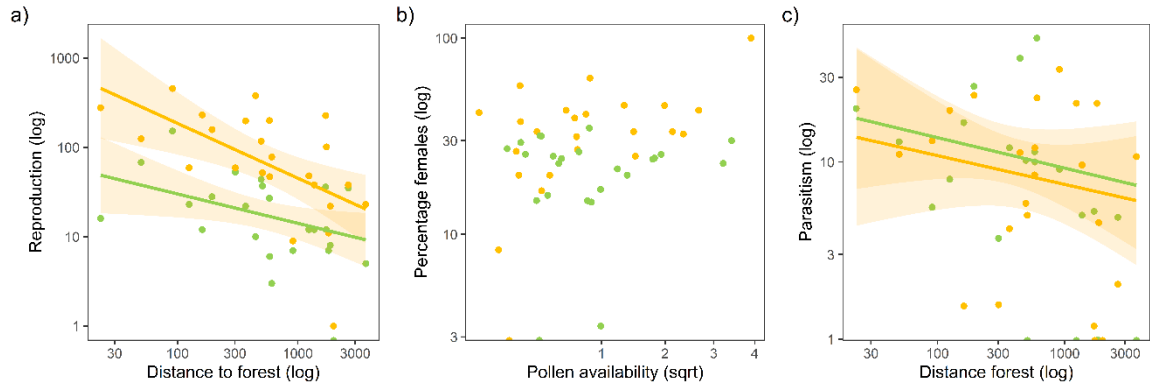 a)
Reproduction (log)
1000
100
10
1
30 100 300 1000 3000
Distance to forest (log)
b)
Percentage females (log)
100
30
10
3
1 2 3 4
Pollen availability (sqrt)
c)
Parasitism (log)
30
10
3
1
30 100 300 1000 3000
Distance forest (log)